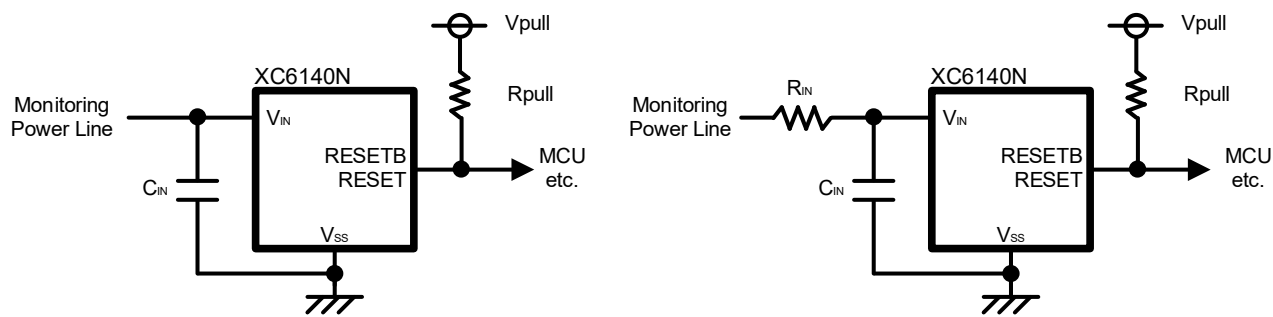 Vpull
XC6140N
Rpull
Monitoring
Power Line
VIN
RESETB
RESET
MCU
etc.
CIN
VSS
Vpull
XC6140N
Rpull
RIN
Monitoring
Power Line
VIN
RESETB
RESET
MCU
etc.
CIN
VSS